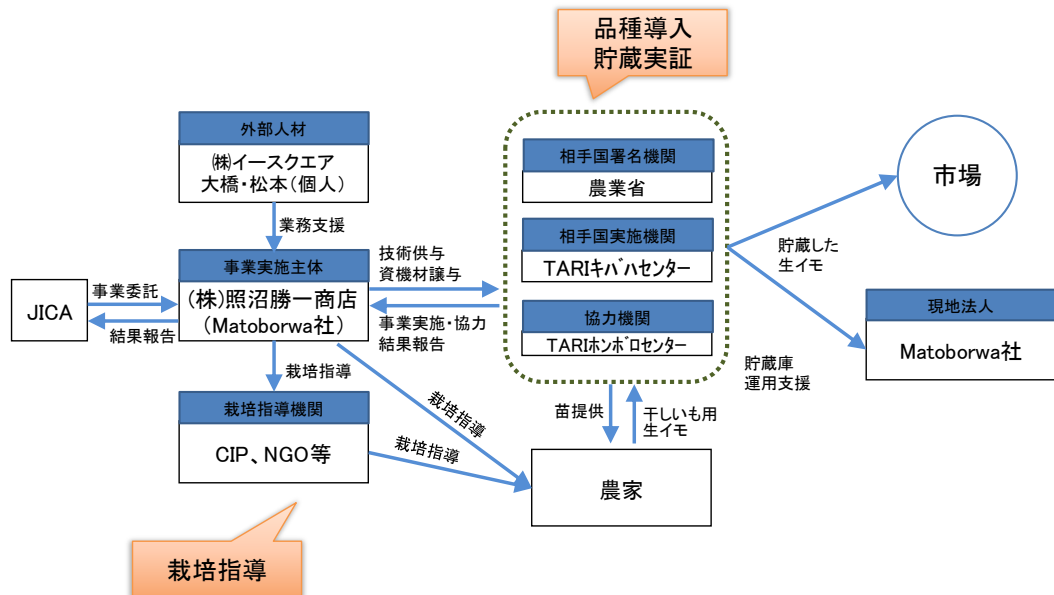 品種導入
貯蔵実証
外部人材
㈱イースクエア
大橋・松本（個人）
業務支援
相手国署名機関
農業省
相手国実施機関
TARIキバハセンター
協力機関
TARIホンボロセンター
市場
貯蔵した
生イモ
現地法人
Matoborwa社
貯蔵庫
運用支援
JICA
事業委託
結果報告
事業実施主体
(株)照沼勝一商店
（Matoborwa社）
技術供与
資機材譲与
事業実施・協力
結果報告
栽培指導
栽培指導機関
CIP、NGO等
栽培指導
栽培指導
苗提供
干しいも用
生イモ
農家
栽培指導